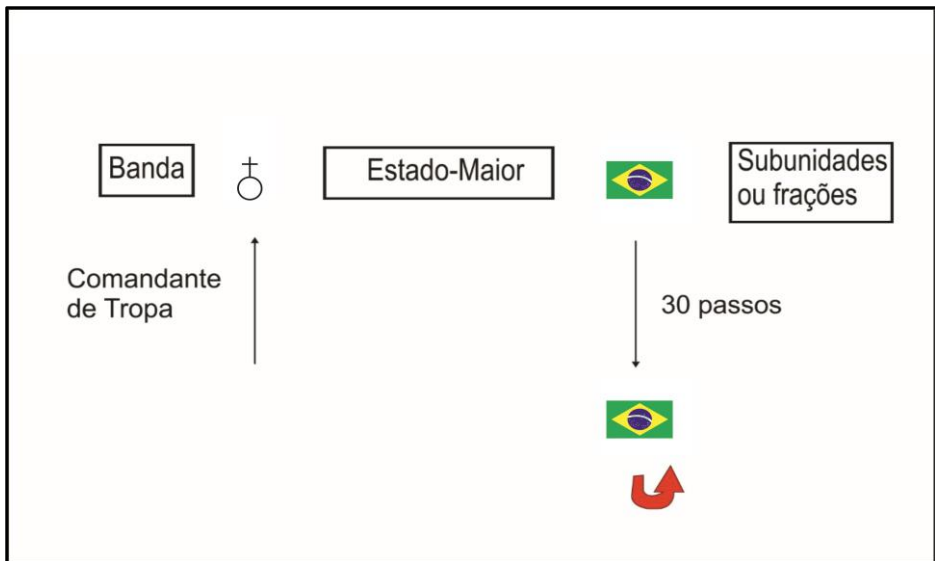 Banda
Estado-Maior
Subunidades
ou frações
Comandante
de Tropa
30 passos